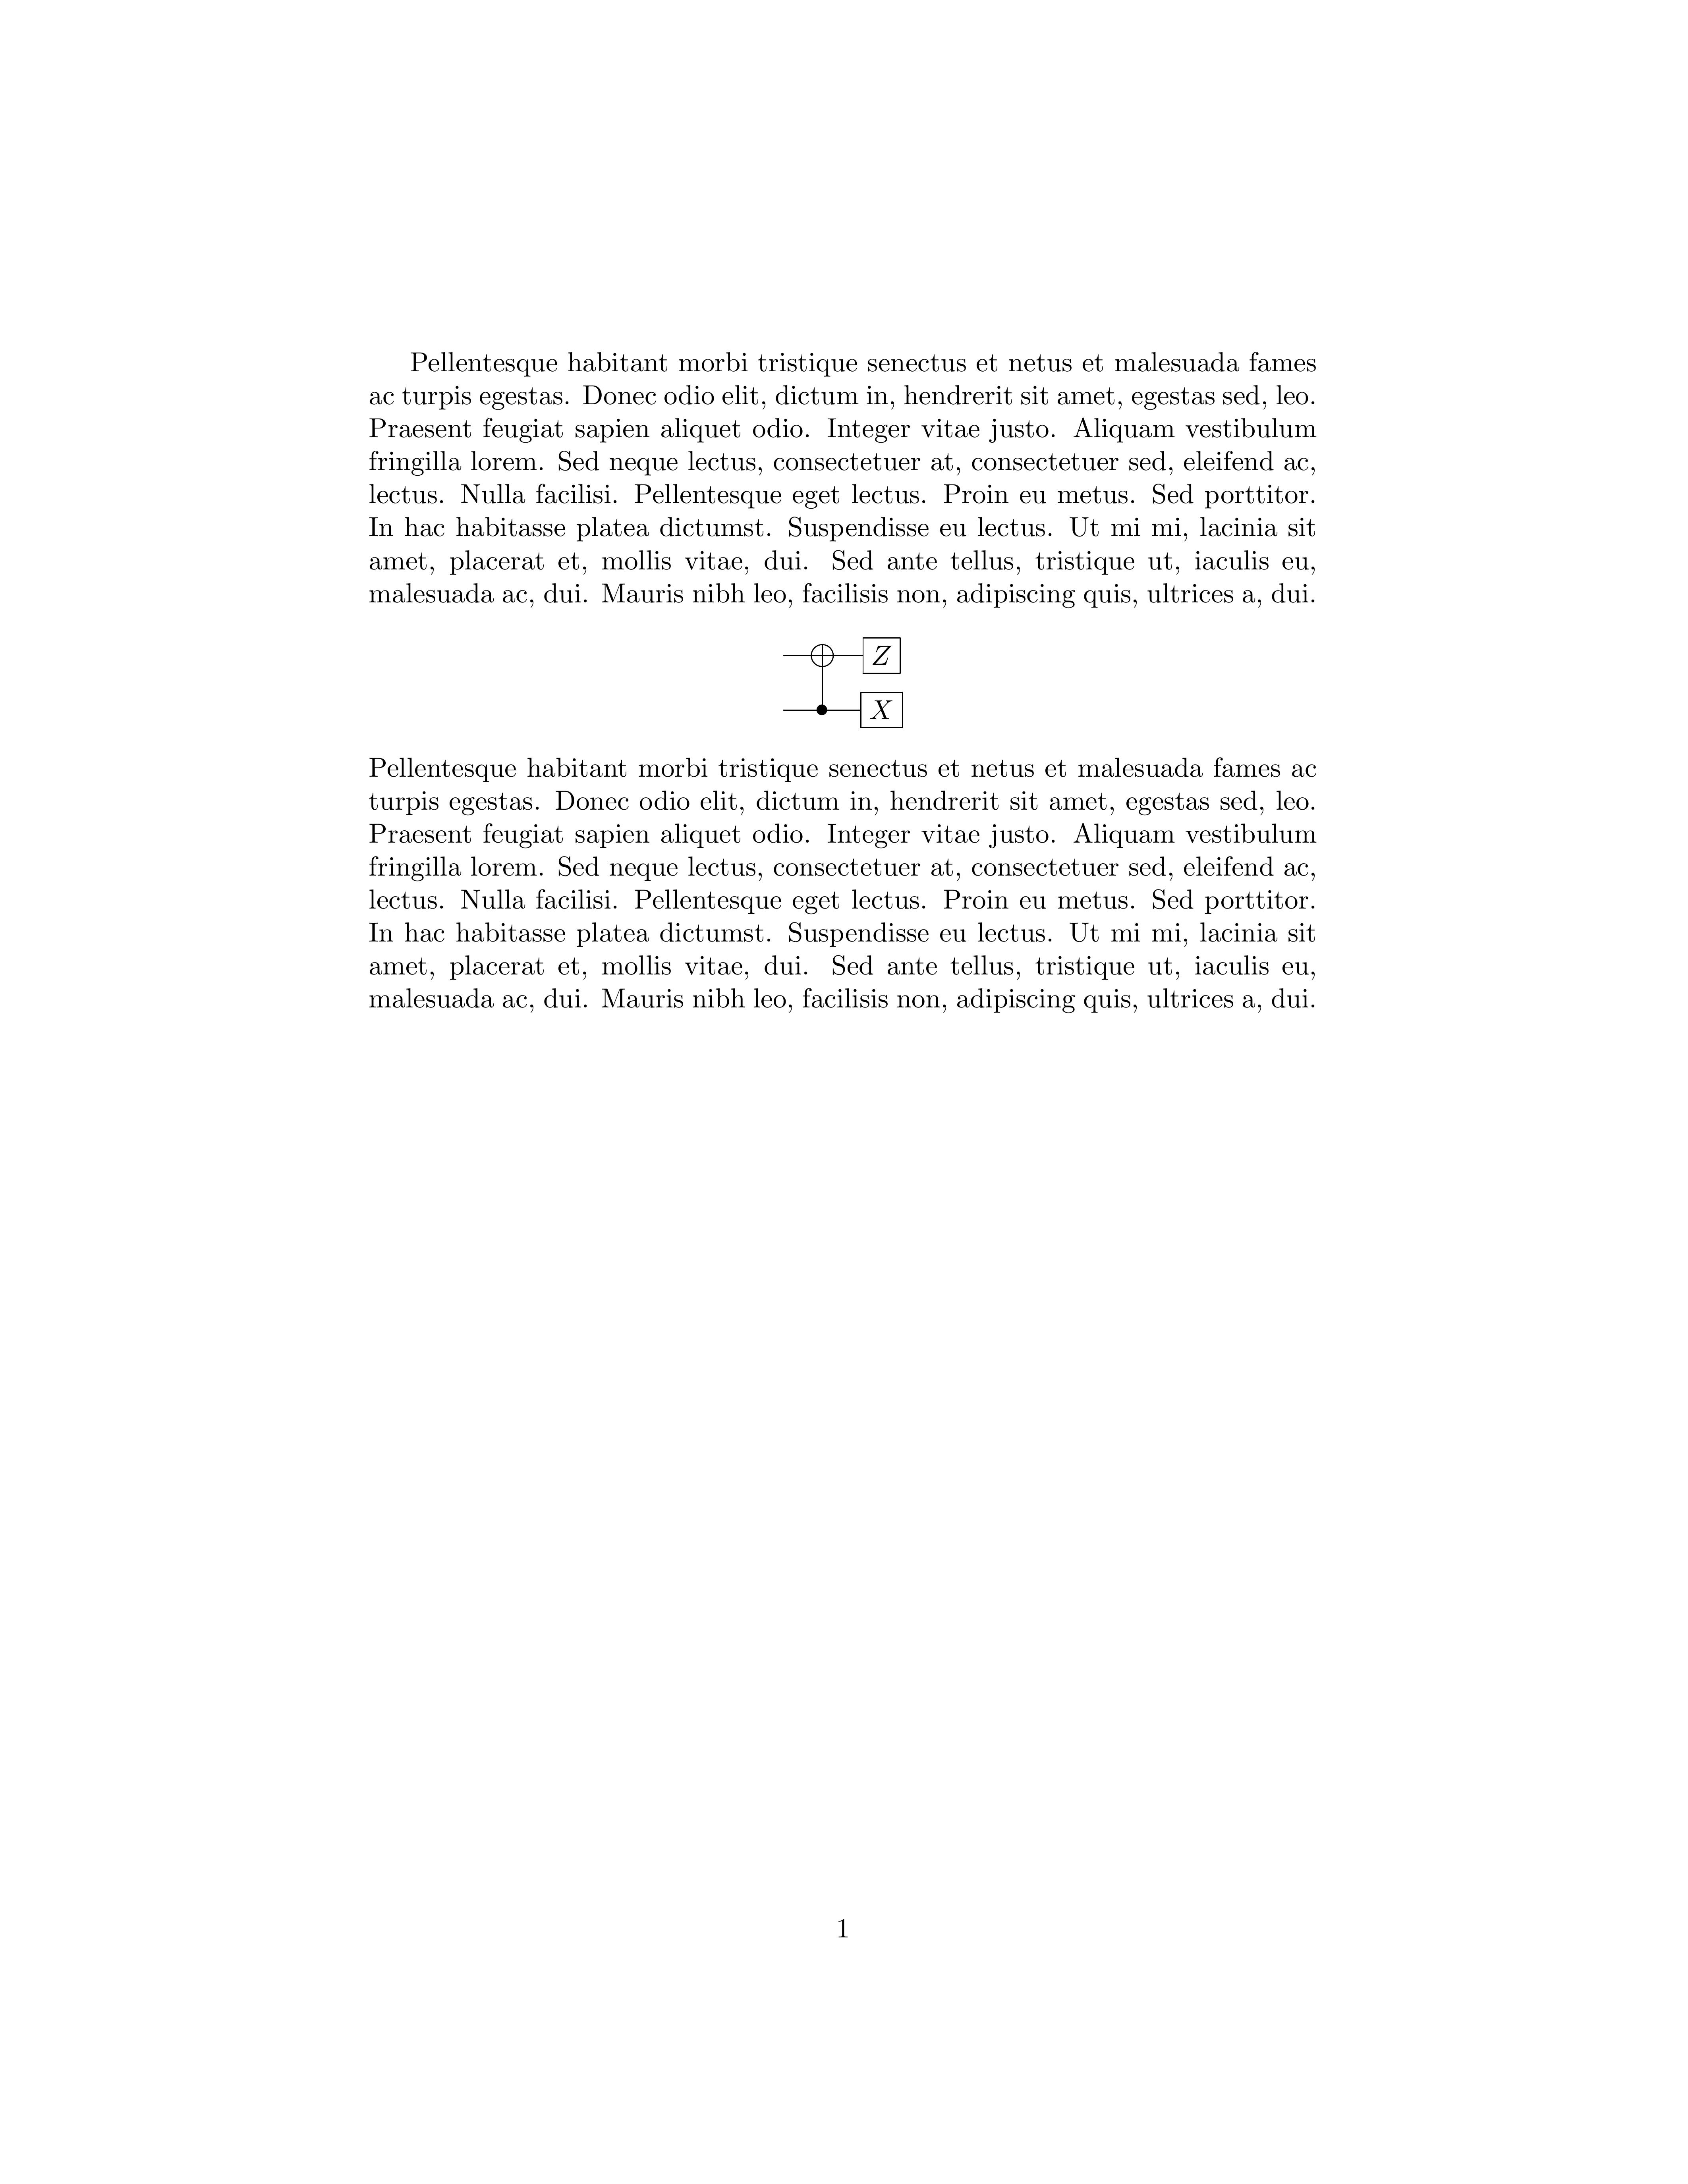 Pellentesque habitant morbi tristique senectus et netus et malesuada fames
ac turpis egestas. Donec odio elit, dictum in, hendrerit sit amet, egestas sed, leo.
Praesent feugiat sapien aliquet odio. Integer vitae justo. Aliquam vestibulum
fringilla lorem. Sed neque lectus, consectetuer at, consectetuer sed, eleifend ac,
lectus. Nulla facilisi. Pellentesque eget lectus. Proin eu metus. Sed porttitor.
In hac habitasse platea dictumst. Suspendisse eu lectus. Ut mi mi, lacinia sit
amet, placerat et, mollis vitae, dui. Sed ante tellus, tristique ut, iaculis eu,
malesuada ac, dui. Mauris nibh leo, facilisis non, adipiscing quis, ultrices a, dui.
Z
X
Pellentesque habitant morbi tristique senectus et netus et malesuada fames ac
turpis egestas. Donec odio elit, dictum in, hendrerit sit amet, egestas sed, leo.
Praesent feugiat sapien aliquet odio. Integer vitae justo. Aliquam vestibulum
fringilla lorem. Sed neque lectus, consectetuer at, consectetuer sed, eleifend ac,
lectus. Nulla facilisi. Pellentesque eget lectus. Proin eu metus. Sed porttitor.
In hac habitasse platea dictumst. Suspendisse eu lectus. Ut mi mi, lacinia sit
amet, placerat et, mollis vitae, dui. Sed ante tellus, tristique ut, iaculis eu,
malesuada ac, dui. Mauris nibh leo, facilisis non, adipiscing quis, ultrices a, dui.
1